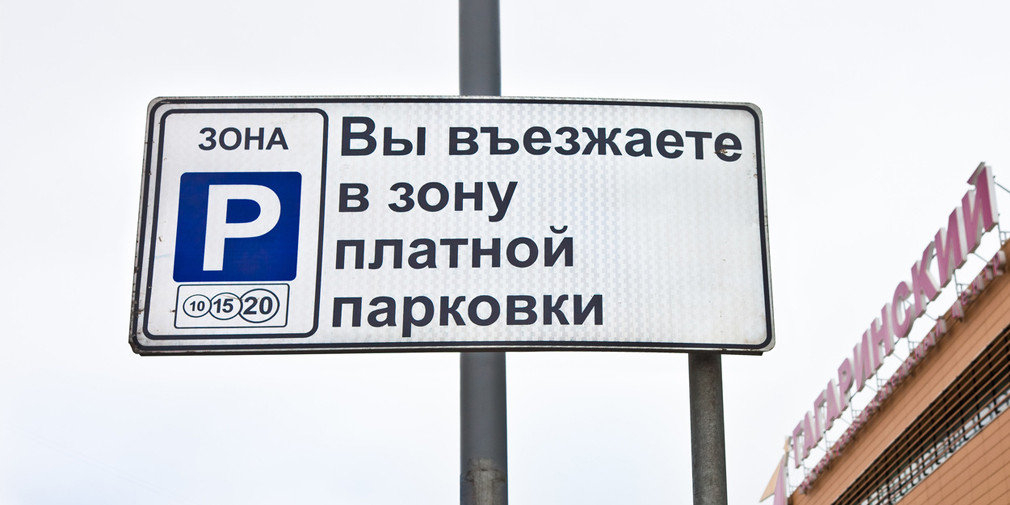 ЗОНА
P
10 15 20
Вы въезжаете
в зону
платной
парковки
ГАГАРИНСКИЙ